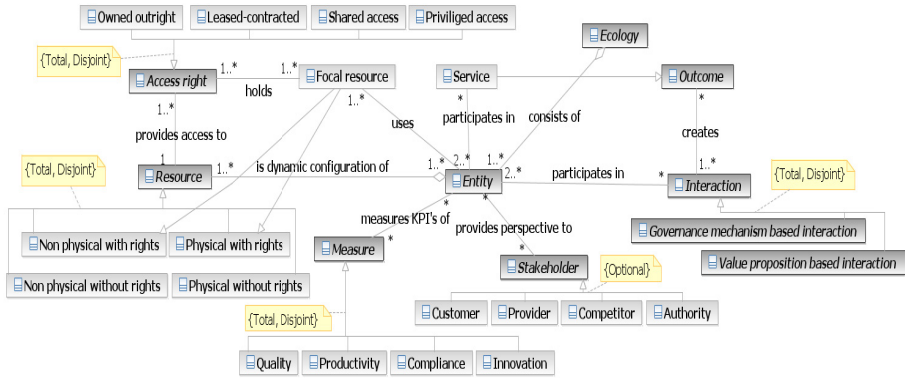 Owned outright
Leased-contracted
Shared access
Priviliged access
Ecology
{Total, Disjoint}
Access right
1..*
holds
1..*
Focal resource
Service
Outcome
1..*
1..*
*
*
provides access to
uses
participates in
consists of
creates
{Total, Disjoint}
1
Resource
1..*
is dynamic configuration of
1..*
2..*
1..*
Entity
2..*
participates in
*
1..*
Interaction
{Total, Disjoint}
*
*
measures KPI's of
*
provides perspective to
*
Non physical with rights
Physical with rights
Measure
Governance mechanism based interaction
Stakeholder
{Optional}
Value proposition based interaction
Non physical without rights
Physical without rights
{Total, Disjoint}
Customer
Provider
Competitor
Authority
Quality
Productivity
Compliance
Innovation